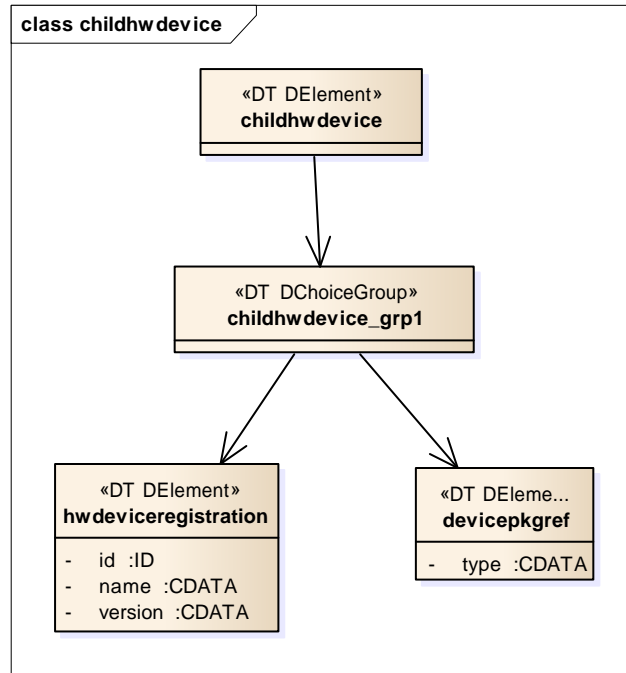 class childhwdevice
«DT DElement»
childhwdevice
«DT DChoiceGroup»
childhwdevice_grp1
«DT DElement»
hwdeviceregistration
- id :ID
- name :CDATA
- version :CDATA
«DT DEleme...
devicepkgref
- type :CDATA